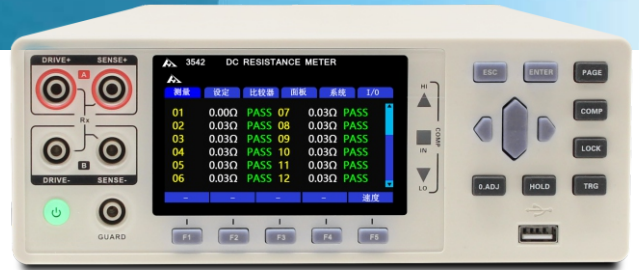 DRIVE+ SENSE+
A
Rx
B
DRIVE- SENSE-
GUARD
3542 DC RESISTANCE METER
测量 设定 比较器 面板 系统 I/O
01 0.00Ω PASS 07 0.03Ω PASS
02 0.03Ω PASS 08 0.03Ω PASS
03 0.03Ω PASS 09 0.03Ω PASS
04 0.03Ω PASS 10 0.03Ω PASS
05 0.03Ω PASS 11 0.03Ω PASS
06 0.03Ω PASS 12 0.03Ω PASS
– – – – 速度
F1 F2 F3 F4 F5
HI
IN
LO
COMP
ESC ENTER PAGE
COMP
LOCK
0.ADJ HOLD TRG